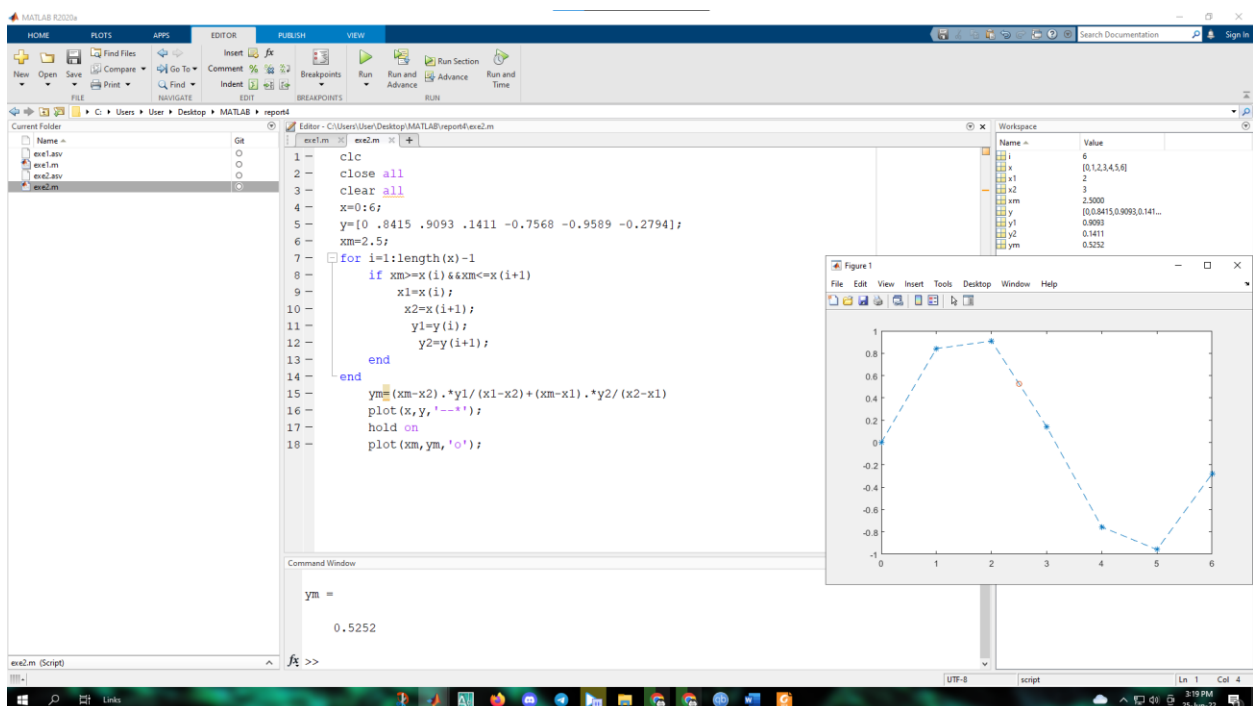 MATLAB R2020a
HOME PLOTS APPS EDITOR PUBLISH VIEW Search Documentation Sign In
New Open Save Find Files Compare Print Go To Find Insert fx Comment % Indent Breakpoints Run Run and Advance Run Section Advance Run and Time
FILE NAVIGATE EDIT BREAKPOINTS RUN
C: Users User Desktop MATLAB report4
Current Folder
Name Git
exe1.asv
exe1.m
exe2.asv
exe2.m
exe2.m (Script)
Editor - C:\Users\User\Desktop\MATLAB\report4\exe2.m
exe1.m exe2.m
1 clc
2 close all
3 clear all
4 x=0:6;
5 y=[0 .8415 .9093 .1411 -0.7568 -0.9589 -0.2794];
6 xm=2.5;
7 for i=1:length(x)-1
8 if xm>=x(i)&&xm<=x(i+1)
9 x1=x(i);
10 x2=x(i+1);
11 y1=y(i);
12 y2=y(i+1);
13 end
14 end
15 ym=(xm-x2).*y1/(x1-x2)+(xm-x1).*y2/(x2-x1)
16 plot(x,y,'--*');
17 hold on
18 plot(xm,ym,'o');
Command Window
ym =
0.5252
fx >>
Workspace
Name Value
i 6
x [0,1,2,3,4,5,6]
x1 2
x2 3
xm 2.5000
y [0,0.8415,0.9093,0.141...
y1 0.9093
y2 0.1411
ym 0.5252
Figure 1
File Edit View Insert Tools Desktop Window Help
1
0.8
0.6
0.4
0.2
0
-0.2
-0.4
-0.6
-0.8
-1
0 1 2 3 4 5 6
UTF-8 script Ln 1 Col 4
Links
3:19 PM